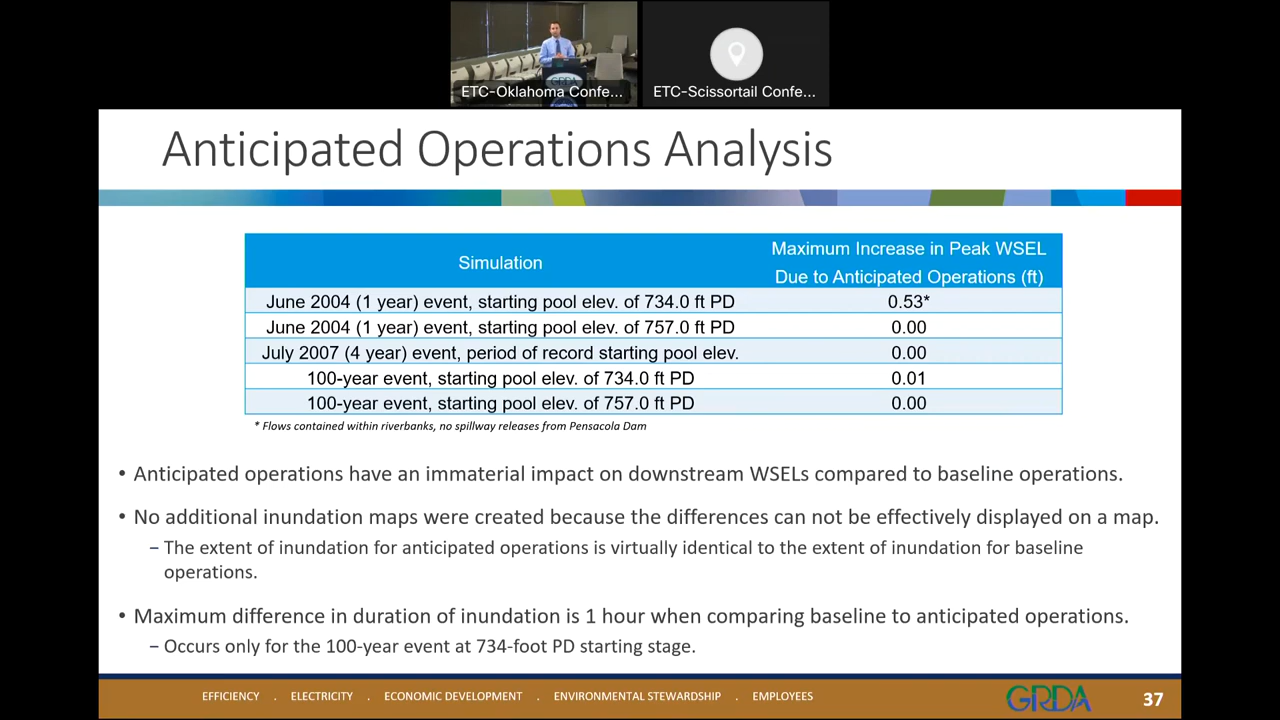 ETC-Oklahoma Confe...
ETC-Scissortail Confe...
GRDA
Anticipated Operations Analysis
Simulation
Maximum Increase in Peak WSEL
Due to Anticipated Operations (ft)
June 2004 (1 year) event, starting pool elev. of 734.0 ft PD 0.53*
June 2004 (1 year) event, starting pool elev. of 757.0 ft PD 0.00
July 2007 (4 year) event, period of record starting pool elev. 0.00
100-year event, starting pool elev. of 734.0 ft PD 0.01
100-year event, starting pool elev. of 757.0 ft PD 0.00
* Flows contained within riverbanks, no spillway releases from Pensacola Dam
• Anticipated operations have an immaterial impact on downstream WSELs compared to baseline operations.
• No additional inundation maps were created because the differences can not be effectively displayed on a map.
− The extent of inundation for anticipated operations is virtually identical to the extent of inundation for baseline
operations.
• Maximum difference in duration of inundation is 1 hour when comparing baseline to anticipated operations.
− Occurs only for the 100-year event at 734-foot PD starting stage.
EFFICIENCY . ELECTRICITY . ECONOMIC DEVELOPMENT . ENVIRONMENTAL STEWARDSHIP . EMPLOYEES
GRDA
37